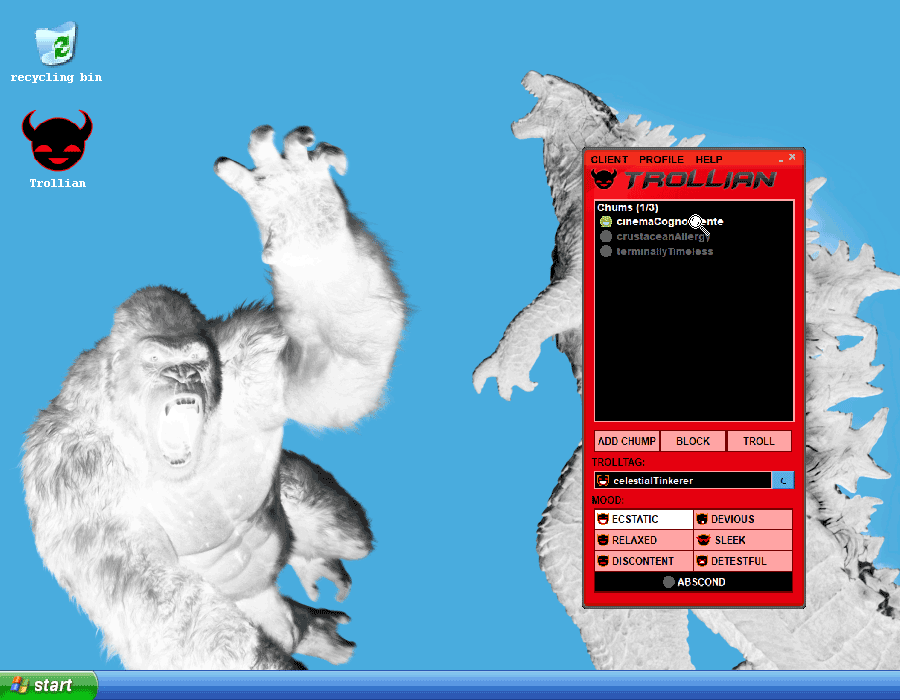 recycling bin
Trollian
CLIENT PROFILE HELP
TROLLIAN
Chums (1/3)
crustaceanAllergy
terminallyTimeless
ADD CHUMP BLOCK TROLL
TROLLTAG:
celestialTinkerer
MOOD:
ECSTATIC DEVIOUS
RELAXED SLEEK
DISCONTENT DETESTFUL
ABSCOND
start